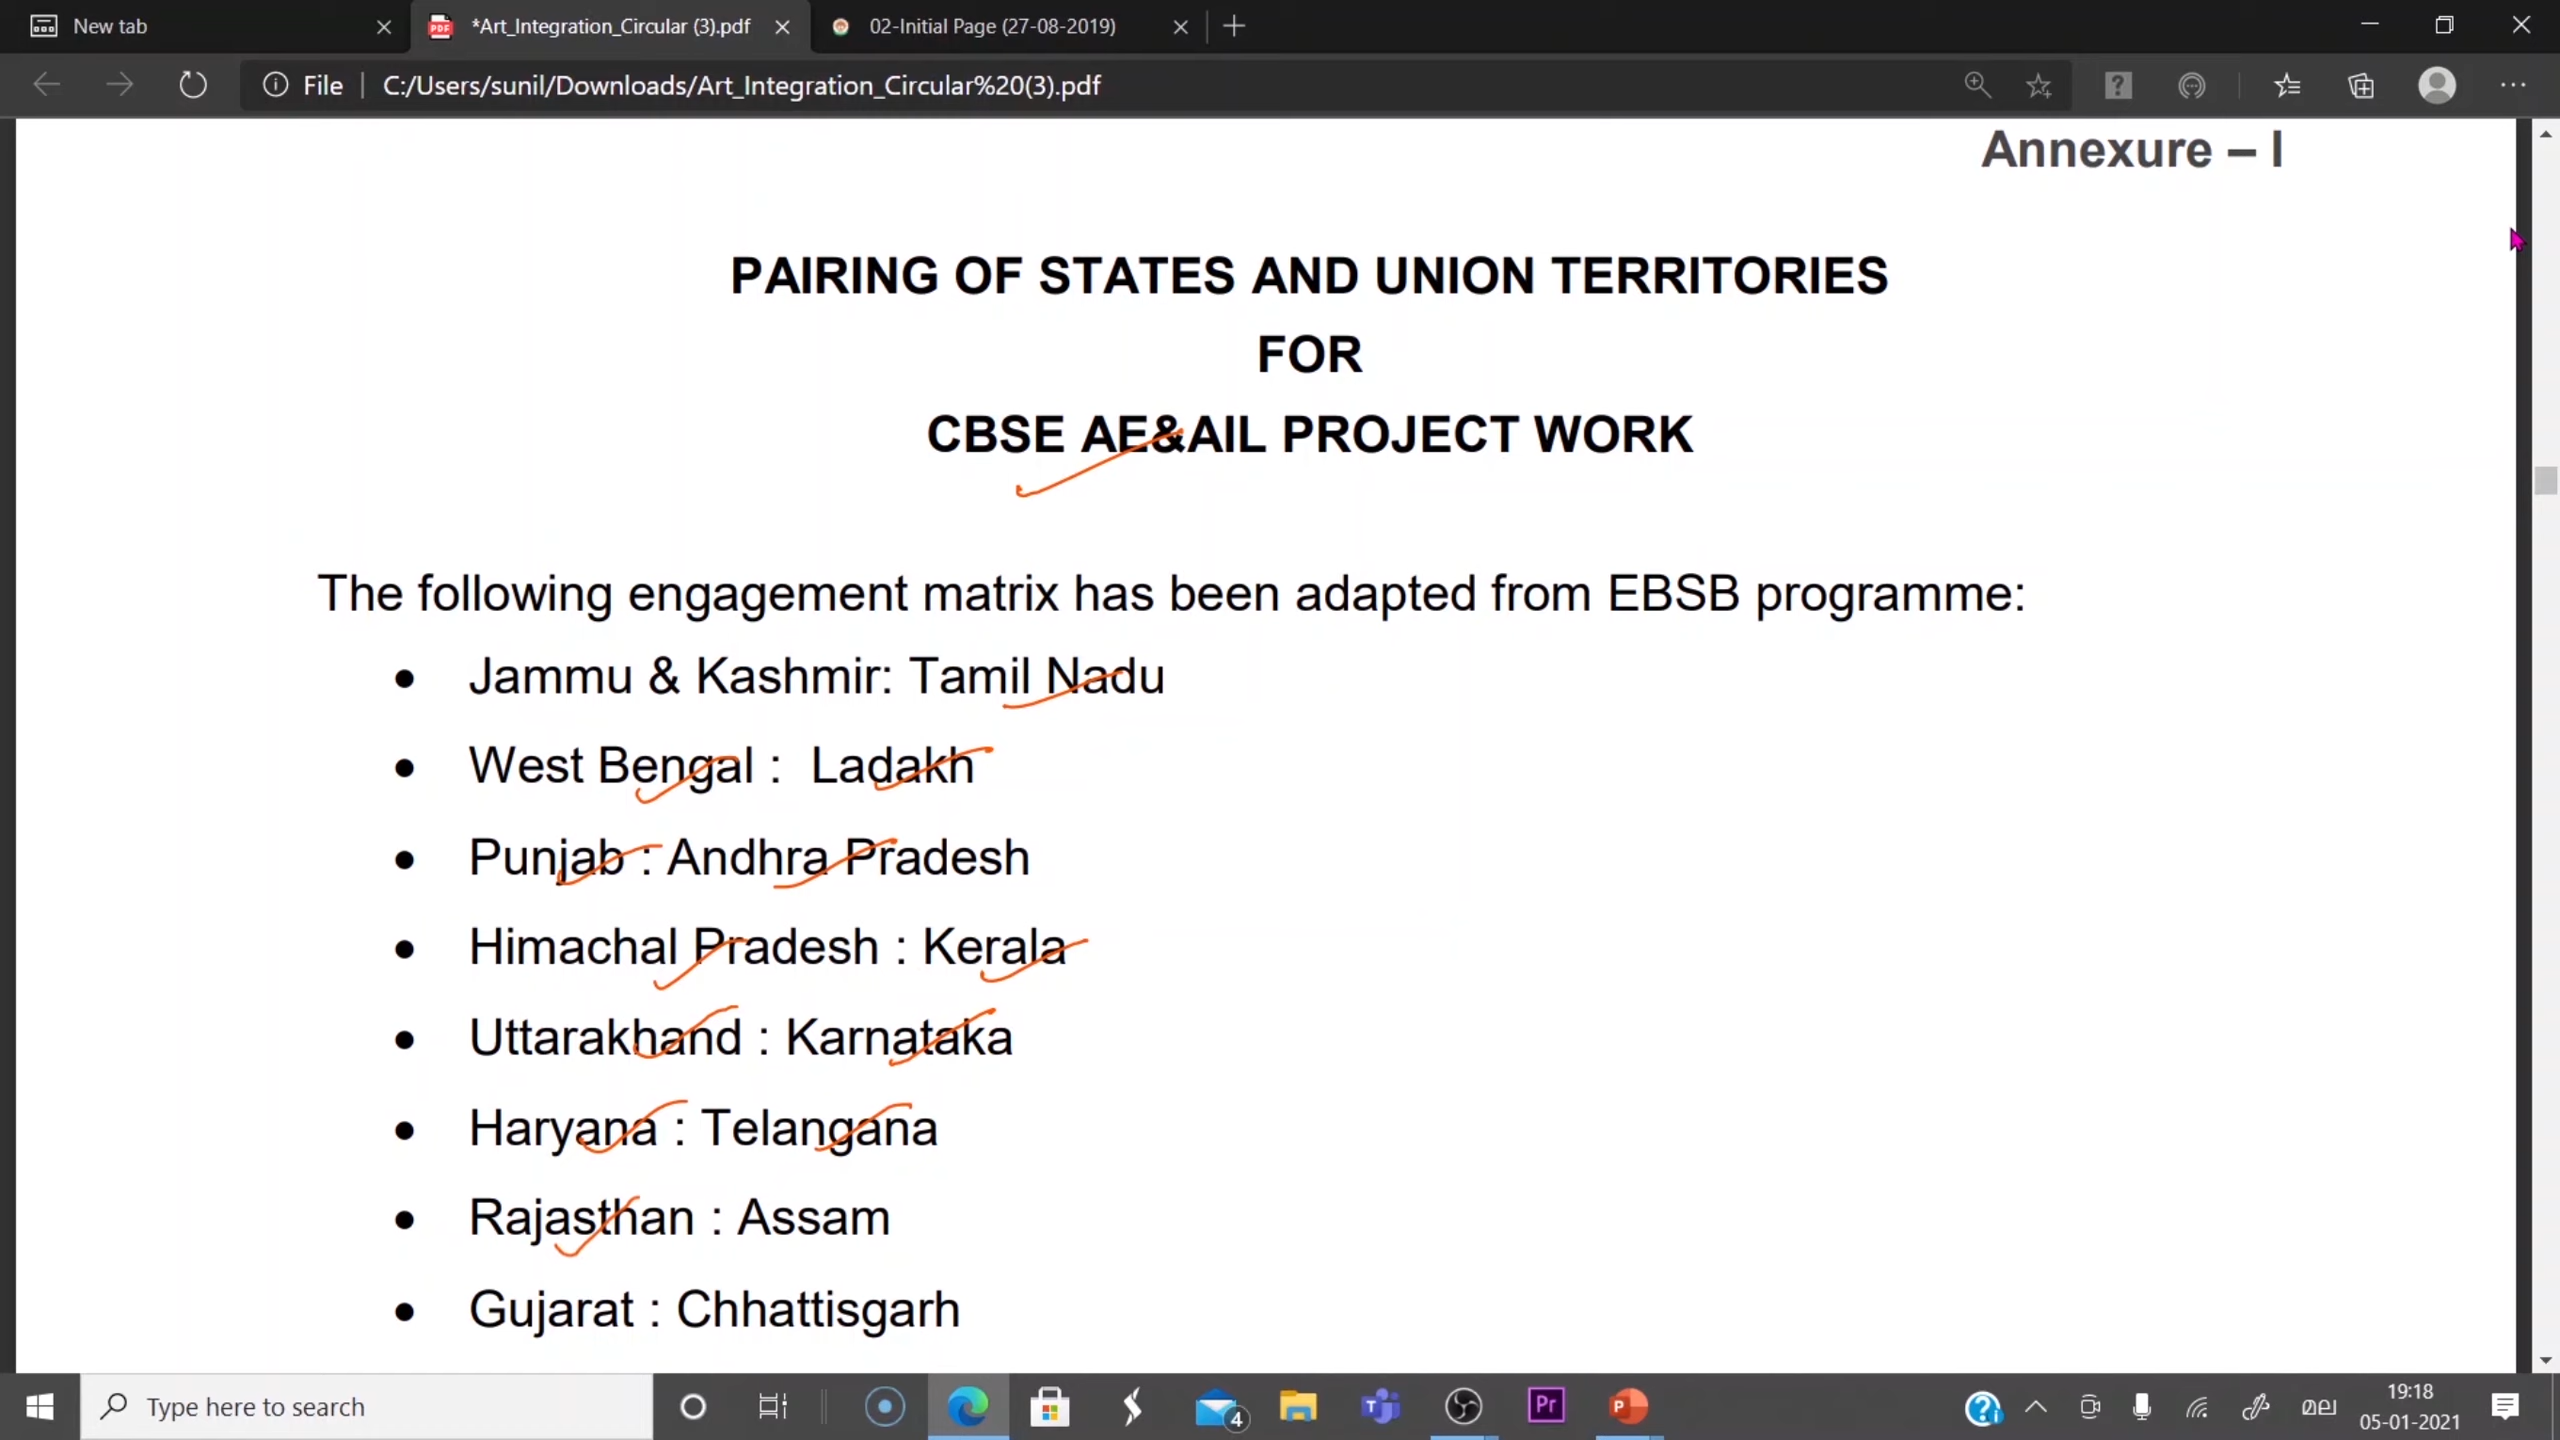 New tab
*Art_Integration_Circular (3).pdf
02-Initial Page (27-08-2019)
File
C:/Users/sunil/Downloads/Art_Integration_Circular%20(3).pdf
Annexure – I
PAIRING OF STATES AND UNION TERRITORIES
FOR
CBSE AE&AIL PROJECT WORK
The following engagement matrix has been adapted from EBSB programme:
• Jammu & Kashmir: Tamil Nadu
• West Bengal : Ladakh
• Punjab : Andhra Pradesh
• Himachal Pradesh : Kerala
• Uttarakhand : Karnataka
• Haryana : Telangana
• Rajasthan : Assam
• Gujarat : Chhattisgarh
Type here to search
4
Pr
മല
19:18
05-01-2021